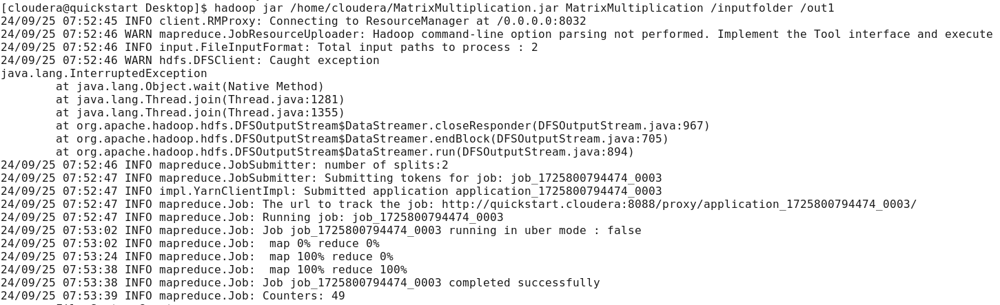 [cloudera@quickstart Desktop]$ hadoop jar /home/cloudera/MatrixMultiplication.jar MatrixMultiplication /inputfolder /out1
24/09/25 07:52:45 INFO client.RMProxy: Connecting to ResourceManager at /0.0.0.0:8032
24/09/25 07:52:46 WARN mapreduce.JobResourceUploader: Hadoop command-line option parsing not performed. Implement the Tool interface and execute
24/09/25 07:52:46 INFO input.FileInputFormat: Total input paths to process : 2
24/09/25 07:52:46 WARN hdfs.DFSClient: Caught exception
java.lang.InterruptedException
        at java.lang.Object.wait(Native Method)
        at java.lang.Thread.join(Thread.java:1281)
        at java.lang.Thread.join(Thread.java:1355)
        at org.apache.hadoop.hdfs.DFSOutputStream$DataStreamer.closeResponder(DFSOutputStream.java:967)
        at org.apache.hadoop.hdfs.DFSOutputStream$DataStreamer.endBlock(DFSOutputStream.java:705)
        at org.apache.hadoop.hdfs.DFSOutputStream$DataStreamer.run(DFSOutputStream.java:894)
24/09/25 07:52:46 INFO mapreduce.JobSubmitter: number of splits:2
24/09/25 07:52:47 INFO mapreduce.JobSubmitter: Submitting tokens for job: job_1725800794474_0003
24/09/25 07:52:47 INFO impl.YarnClientImpl: Submitted application application_1725800794474_0003
24/09/25 07:52:47 INFO mapreduce.Job: The url to track the job: http://quickstart.cloudera:8088/proxy/application_1725800794474_0003/
24/09/25 07:52:47 INFO mapreduce.Job: Running job: job_1725800794474_0003
24/09/25 07:53:02 INFO mapreduce.Job: Job job_1725800794474_0003 running in uber mode : false
24/09/25 07:53:02 INFO mapreduce.Job:  map 0% reduce 0%
24/09/25 07:53:24 INFO mapreduce.Job:  map 100% reduce 0%
24/09/25 07:53:38 INFO mapreduce.Job:  map 100% reduce 100%
24/09/25 07:53:38 INFO mapreduce.Job: Job job_1725800794474_0003 completed successfully
24/09/25 07:53:39 INFO mapreduce.Job: Counters: 49